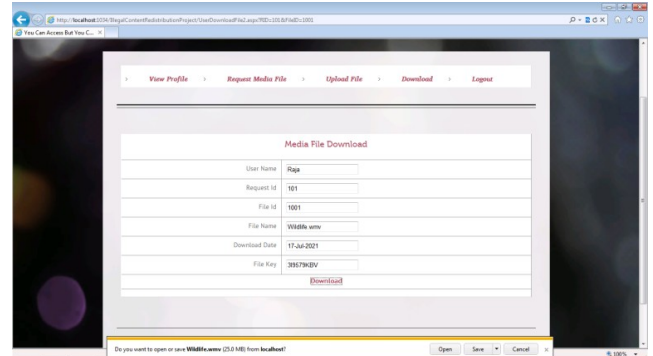 http://localhost:1034/IllegalContentRedistributionProject/UserDownloadFile2.aspx?RID=101&FileID=1001
You Can Access But You C...
> View Profile > Request Media File > Upload File > Download > Logout
Media File Download
User Name Raja
Request Id 101
File Id 1001
File Name Wildlife.wmv
Download Date 17-Jul-2021
File Key 3I9579KBV
Download
Do you want to open or save Wildlife.wmv (25.0 MB) from localhost? Open Save Cancel
100%